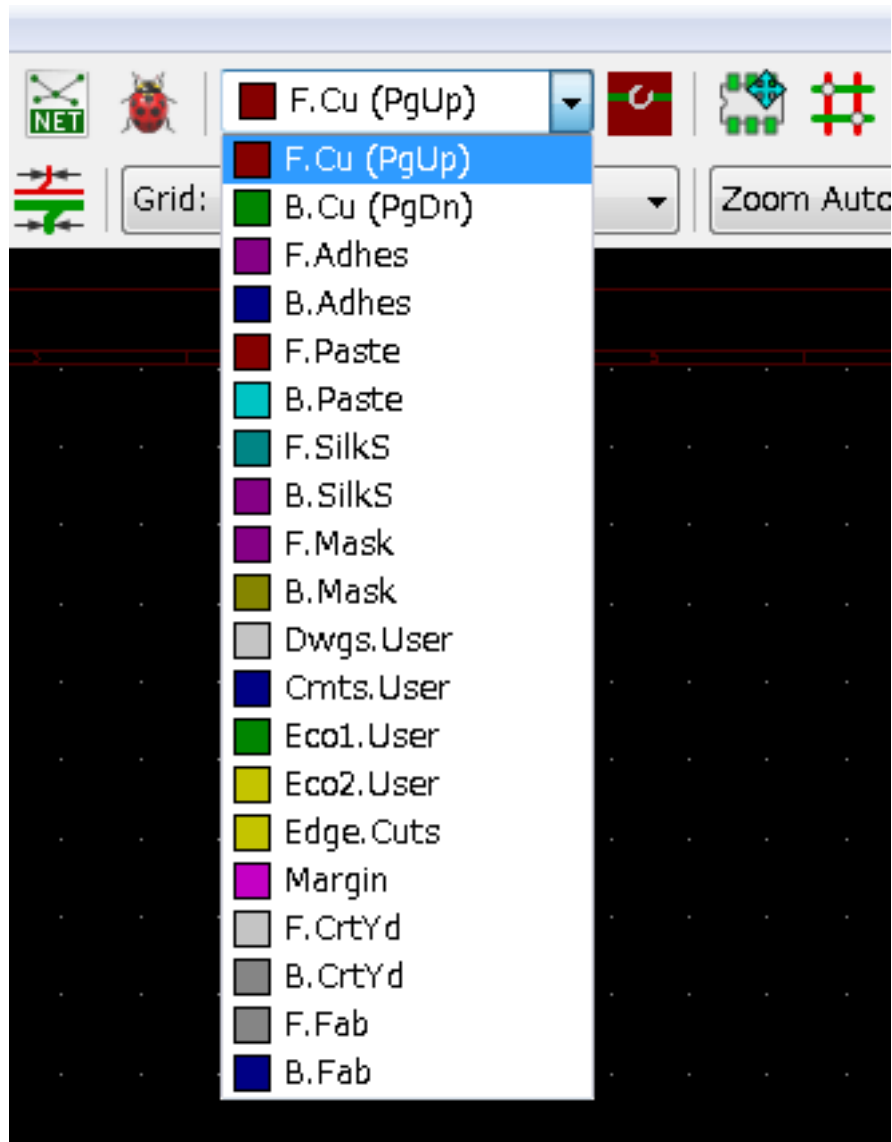 NET
F.Cu (PgUp)
F.Cu (PgUp)
Grid:
Zoom Auto
B.Cu (PgDn)
F.Adhes
B.Adhes
F.Paste
B.Paste
F.SilkS
B.SilkS
F.Mask
B.Mask
Dwgs.User
Cmts.User
Eco1.User
Eco2.User
Edge.Cuts
Margin
F.CrtYd
B.CrtYd
F.Fab
B.Fab